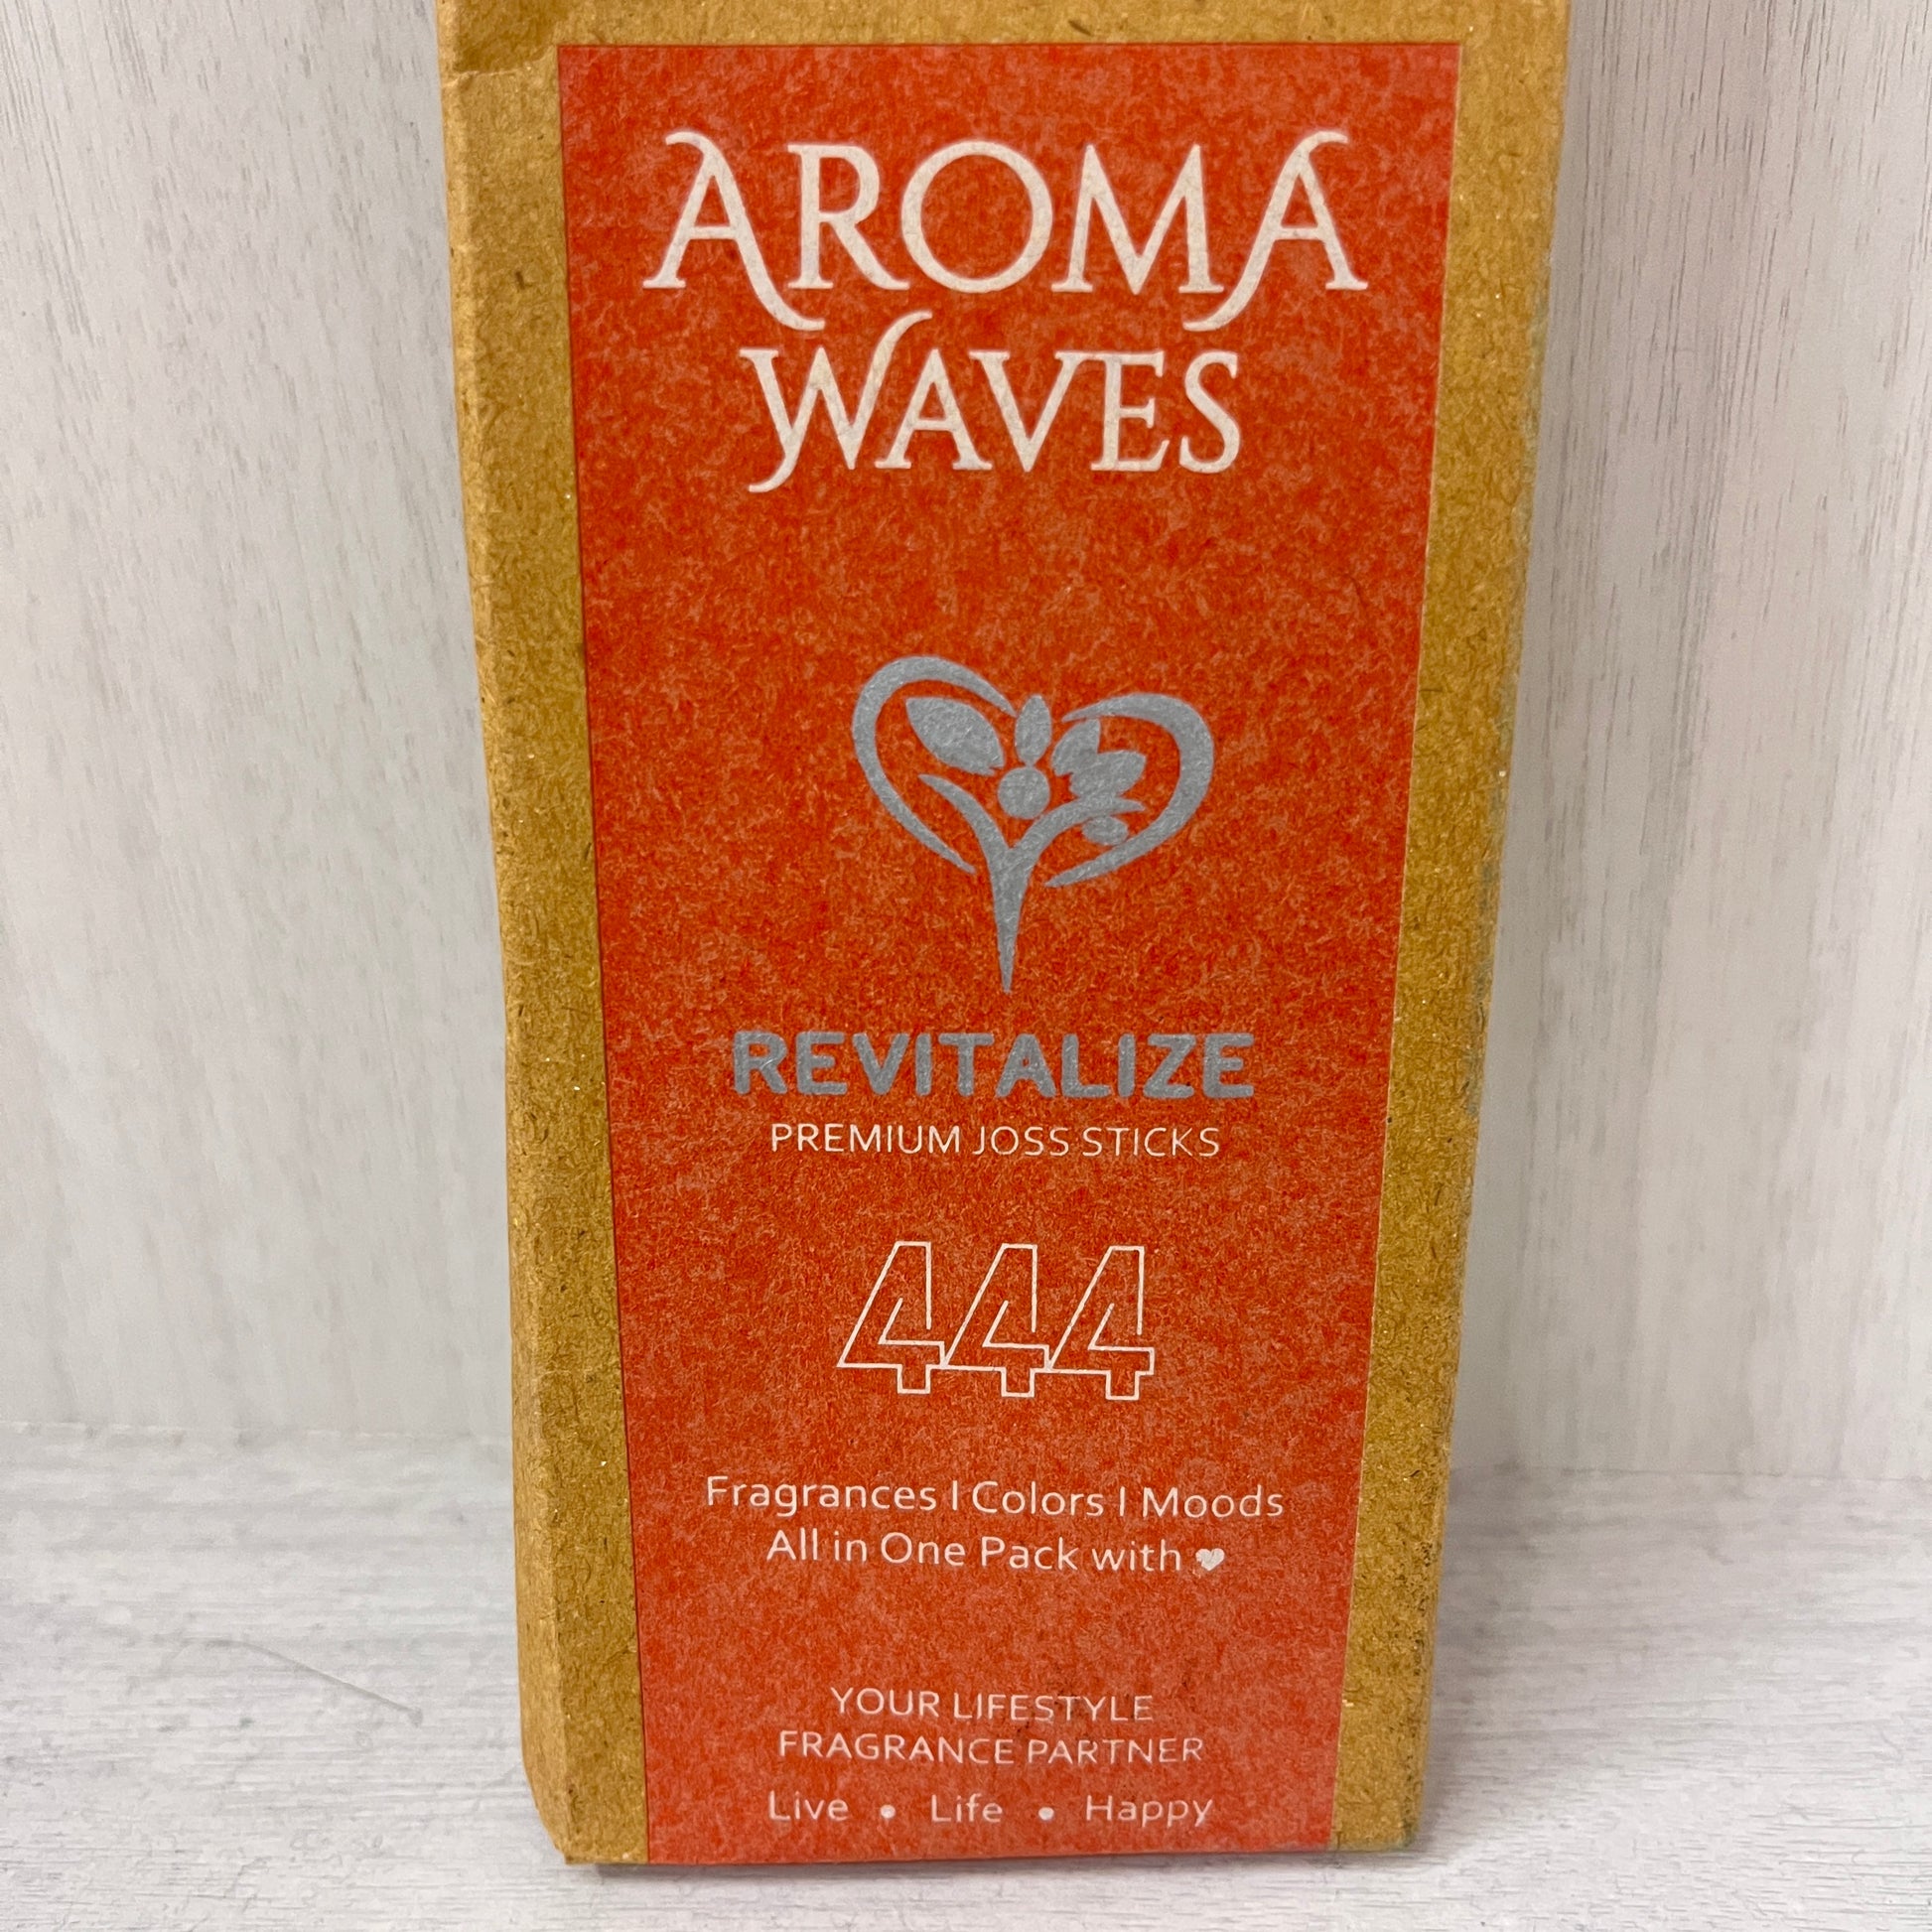 AROMA
WAVES
REVITALIZE
PREMIUM JOSS STICKS
444
Fragrances | Colors | Moods
All in One Pack with ♥
YOUR LIFESTYLE
FRAGRANCE PARTNER
Live • Life • Happy